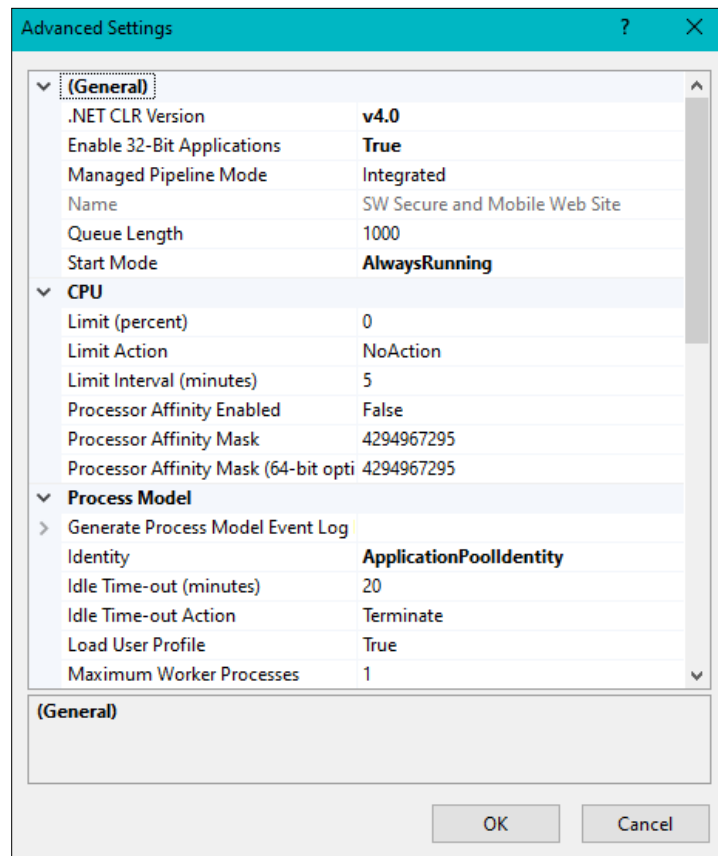 Advanced Settings ? ×
(General)
.NET CLR Version v4.0
Enable 32-Bit Applications True
Managed Pipeline Mode Integrated
Name SW Secure and Mobile Web Site
Queue Length 1000
Start Mode AlwaysRunning
CPU
Limit (percent) 0
Limit Action NoAction
Limit Interval (minutes) 5
Processor Affinity Enabled False
Processor Affinity Mask 4294967295
Processor Affinity Mask (64-bit opti 4294967295
Process Model
Generate Process Model Event Log
Identity ApplicationPoolIdentity
Idle Time-out (minutes) 20
Idle Time-out Action Terminate
Load User Profile True
Maximum Worker Processes 1
(General)
OK Cancel